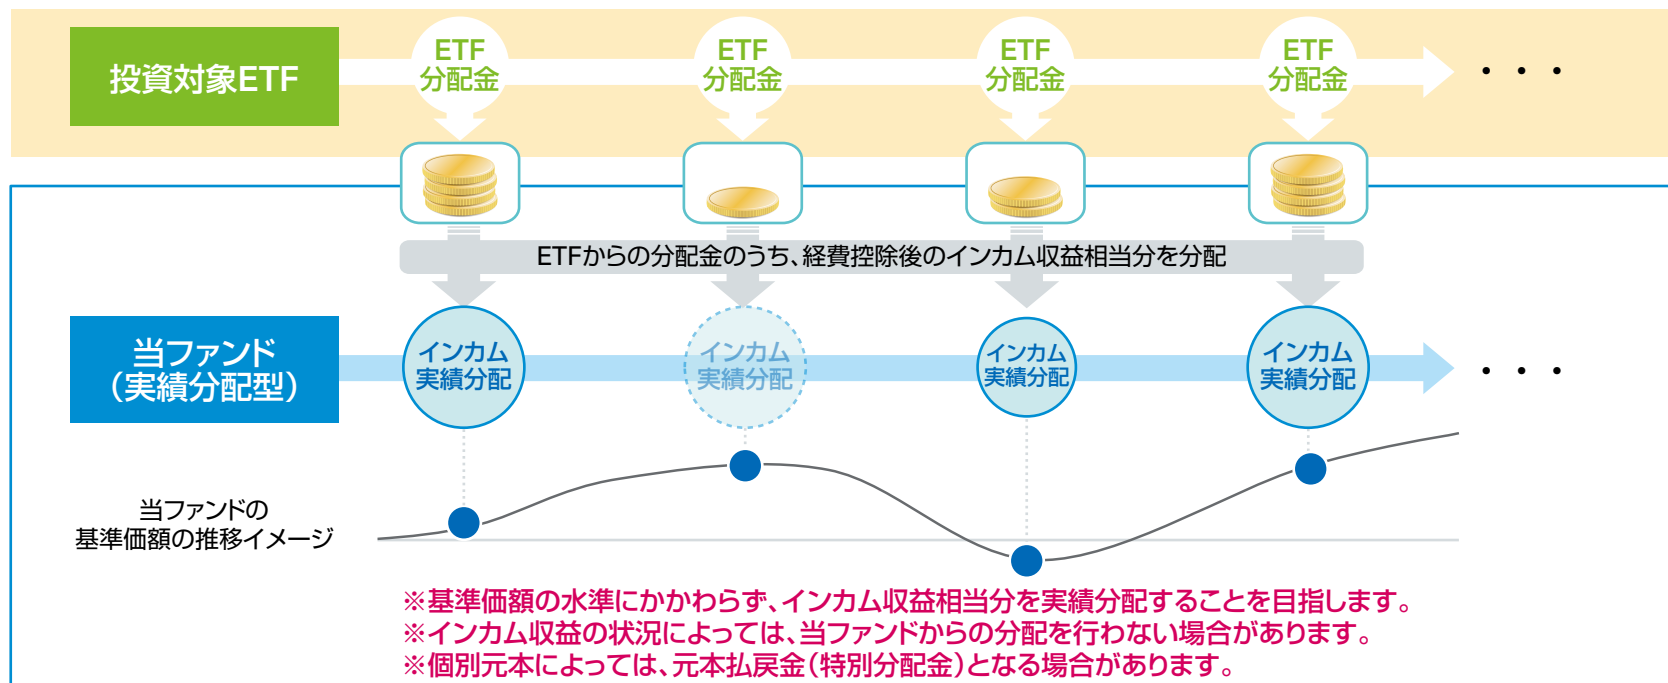 投資対象ETF
ETF
分配金
ETF
分配金
ETF
分配金
ETF
分配金
・・・
ETFからの分配金のうち、経費控除後のインカム収益相当分を分配
当ファンド
（実績分配型）
インカム
実績分配
インカム
実績分配
インカム
実績分配
インカム
実績分配
・・・
当ファンドの
基準価額の推移イメージ
※基準価額の水準にかかわらず、インカム収益相当分を実績分配することを目指します。
※インカム収益の状況によっては、当ファンドからの分配を行わない場合があります。
※個別元本によっては、元本払戻金（特別分配金）となる場合があります。